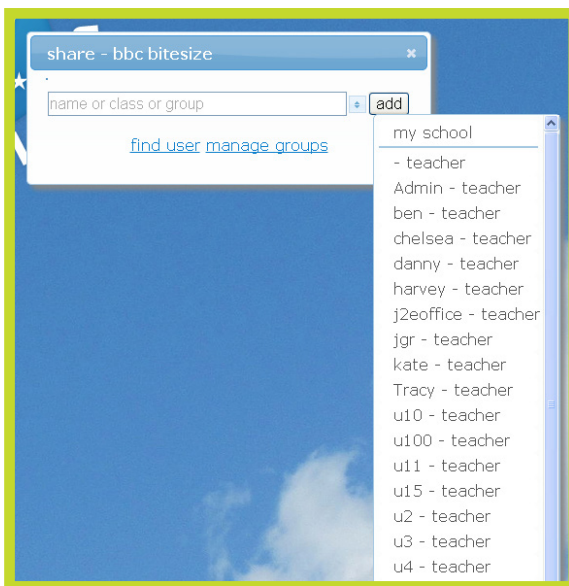 share - bbc bitesize
name or class or group
add
find user manage groups
my school
- teacher
Admin - teacher
ben - teacher
chelsea - teacher
danny - teacher
harvey - teacher
j2eoffice - teacher
jgr - teacher
kate - teacher
Tracy - teacher
u10 - teacher
u100 - teacher
u11 - teacher
u15 - teacher
u2 - teacher
u3 - teacher
u4 - teacher